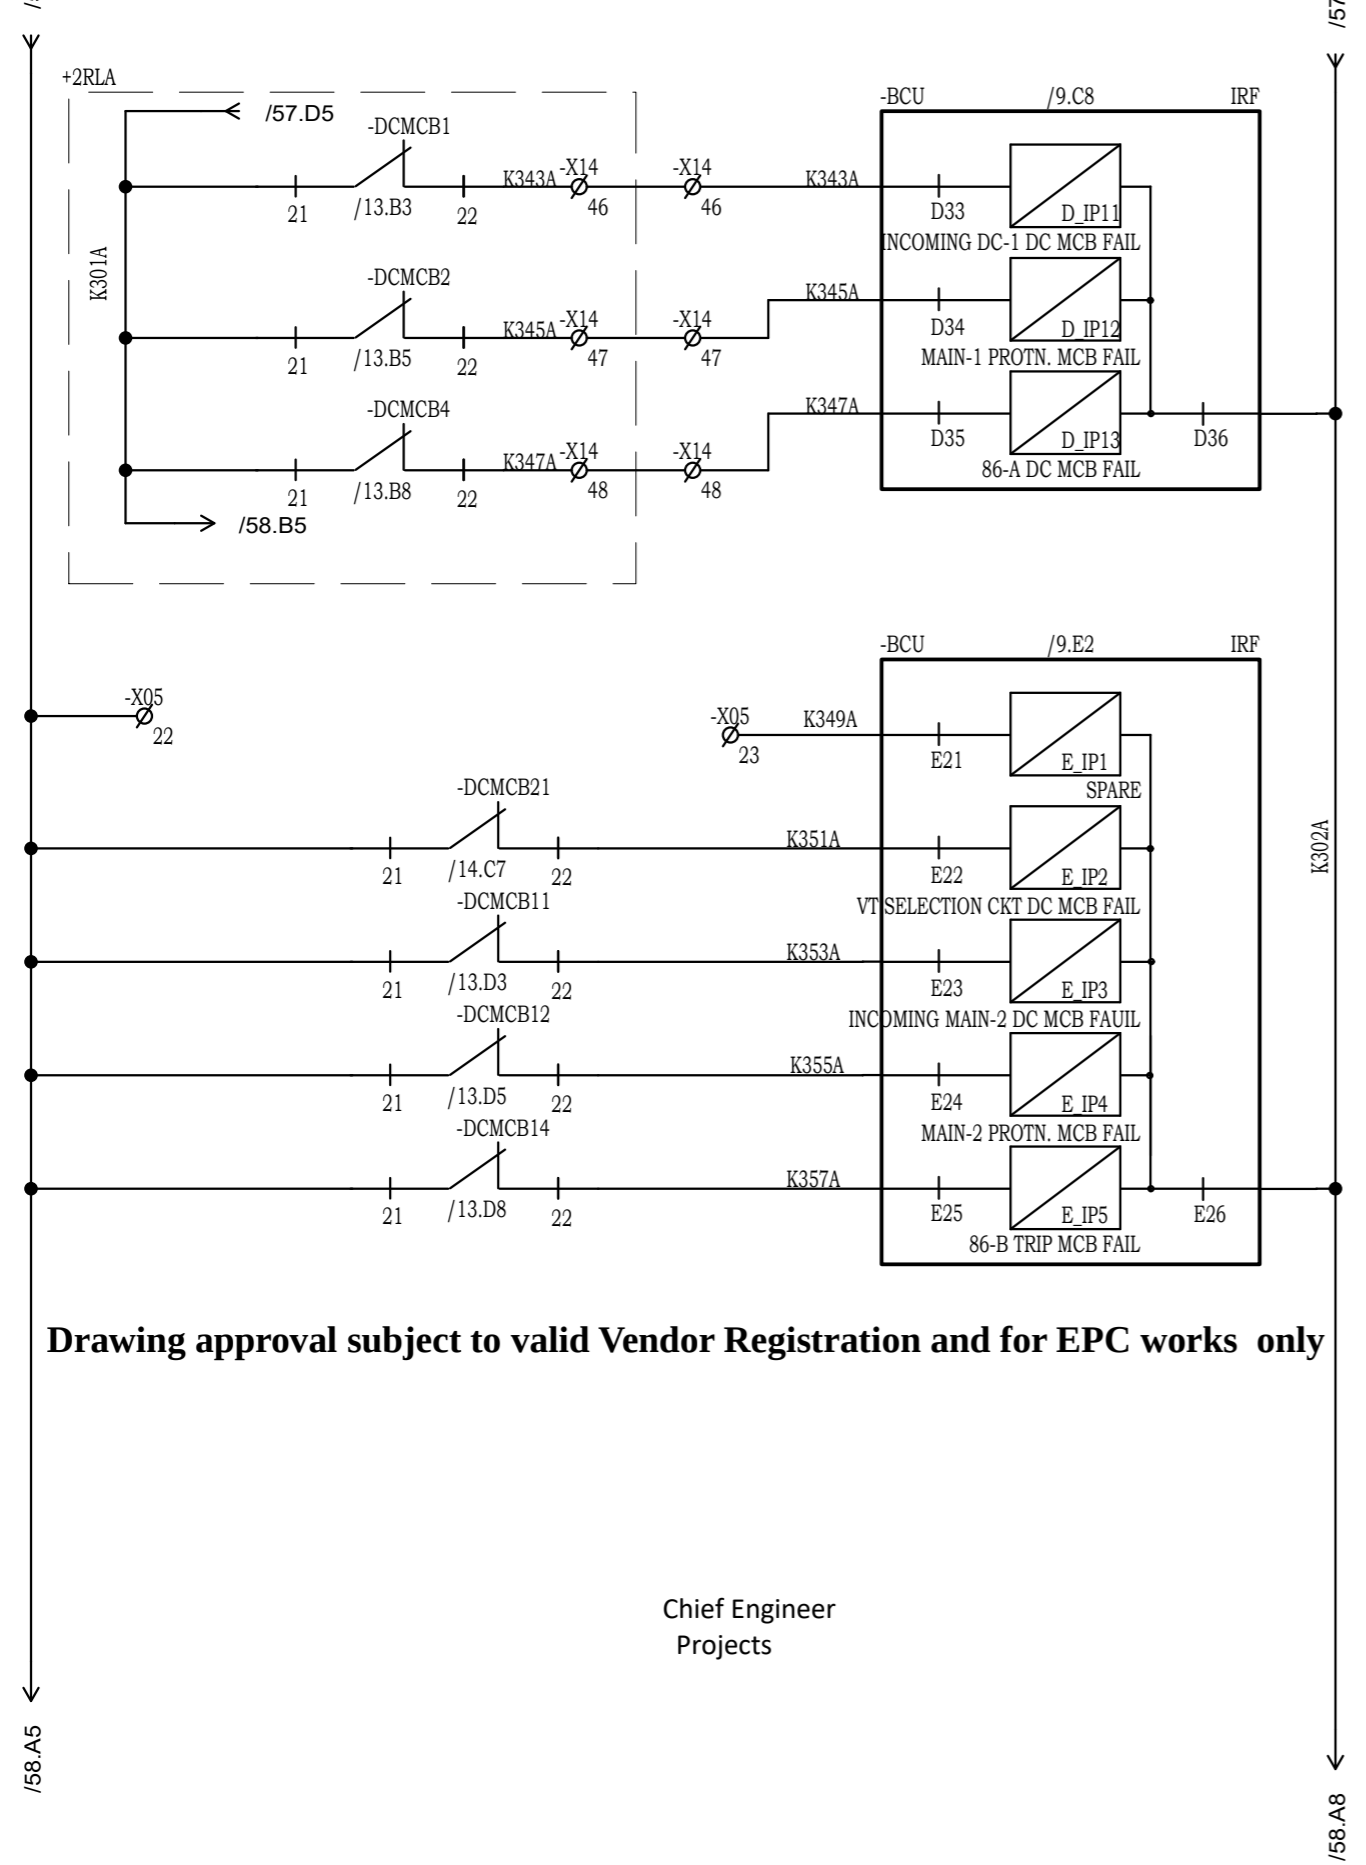 /57
+2RLA
/57.D5
-BCU /9.C8 IRF
-DCMCB1
K343A -X14 -X14 K343A
21 /13.B3 22 46 46 D33 D_IP11
INCOMING DC-1 DC MCB FAIL
K301A
-DCMCB2
K345A -X14 -X14 K345A
21 /13.B5 22 47 47 D34 D_IP12
MAIN-1 PROTN. MCB FAIL
-DCMCB4
K347A -X14 -X14 K347A
21 /13.B8 22 48 48 D35 D_IP13 D36
86-A DC MCB FAIL
/58.B5
-BCU /9.E2 IRF
-X05 -X05 K349A
22 23 E21 E_IP1
SPARE
-DCMCB21
K351A
21 /14.C7 22 E22 E_IP2
K302A
VT SELECTION CKT DC MCB FAIL
-DCMCB11
K353A
21 /13.D3 22 E23 E_IP3
INCOMING MAIN-2 DC MCB FAUIL
-DCMCB12
K355A
21 /13.D5 22 E24 E_IP4
MAIN-2 PROTN. MCB FAIL
-DCMCB14
K357A
21 /13.D8 22 E25 E_IP5 E26
86-B TRIP MCB FAIL
Drawing approval subject to valid Vendor Registration and for EPC works only
Chief Engineer
Projects
/58.A5
/58.A8